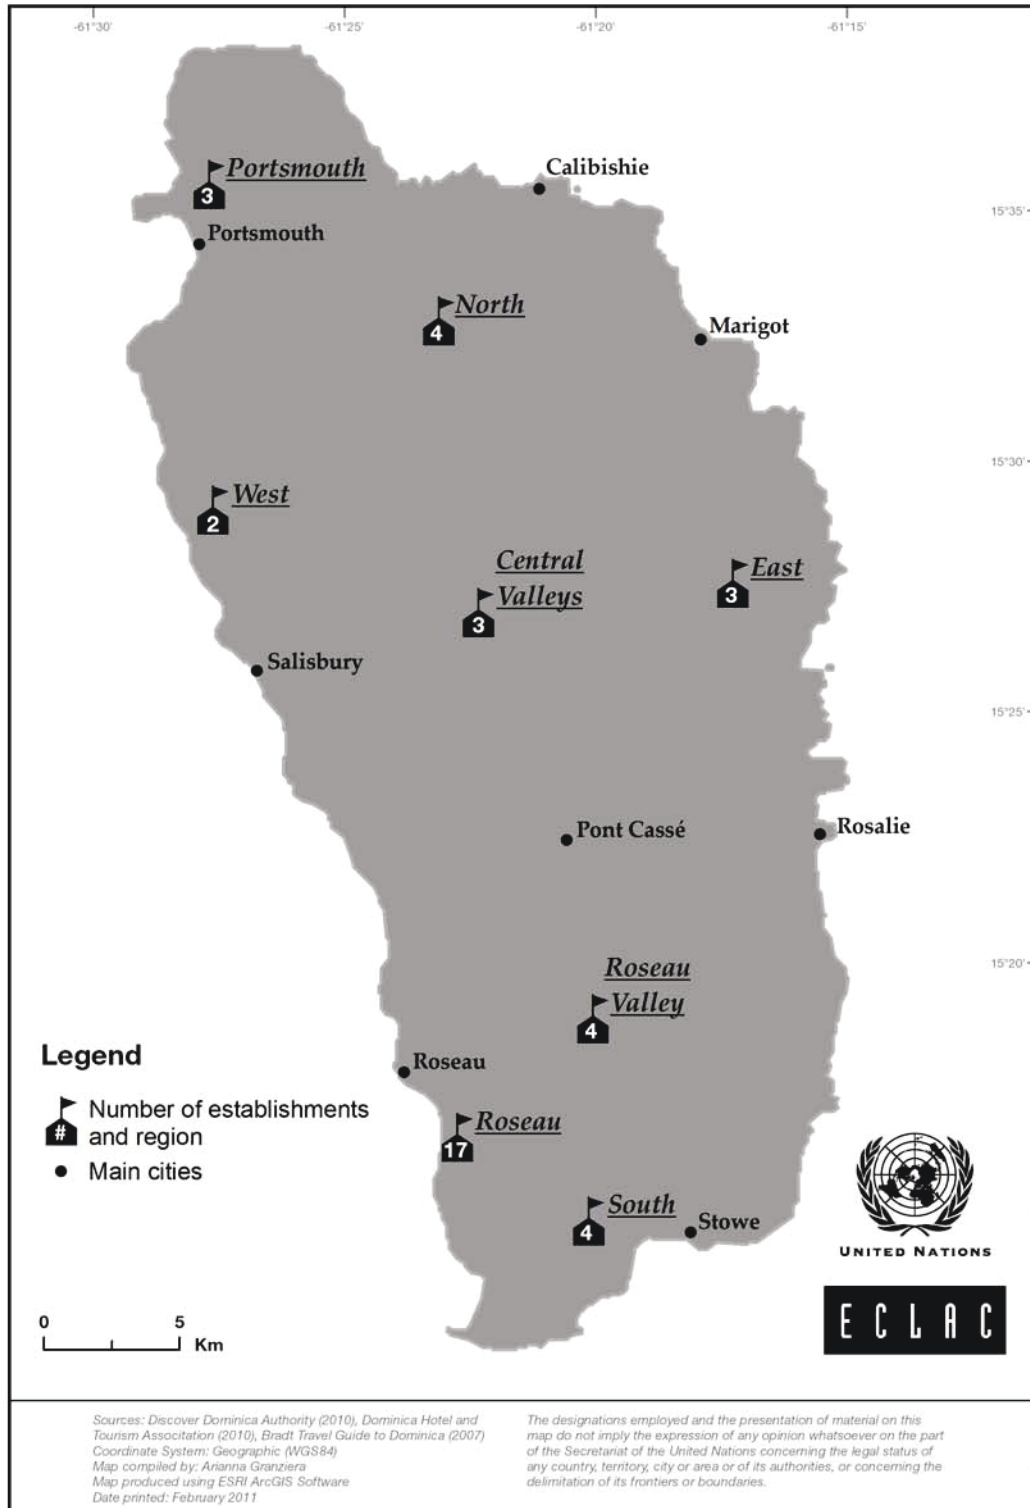 -61°30'
-61°25'
-61°20'
-61°15'
Portsmouth
3
Calibishie
15°35'
Portsmouth
North
4
Marigot
15°30'
West
2
Central
Valleys
3
East
3
Salisbury
15°25'
Pont Cassé
Rosalie
15°20'
Roseau
Valley
4
Legend
Roseau
# Number of establishments
and region
Main cities
Roseau
17
South
4
Stowe
UNITED NATIONS
ECLAC
0 5
Km
Sources: Discover Dominica Authority (2010), Dominica Hotel and
Tourism Assocition (2010), Bradt Travel Guide to Dominica (2007)
Coordinate System: Geographic (WGS84)
Map compiled by: Arianna Granziera
Map produced using ESRI ArcGIS Software
Date printed: February 2011
The designations employed and the presentation of material on this
map do not imply the expression of any opinion whatsoever on the part
of the Secretariat of the United Nations concerning the legal status of
any country, territory, city or area or of its authorities, or concerning the
delimitation of its frontiers or boundaries.